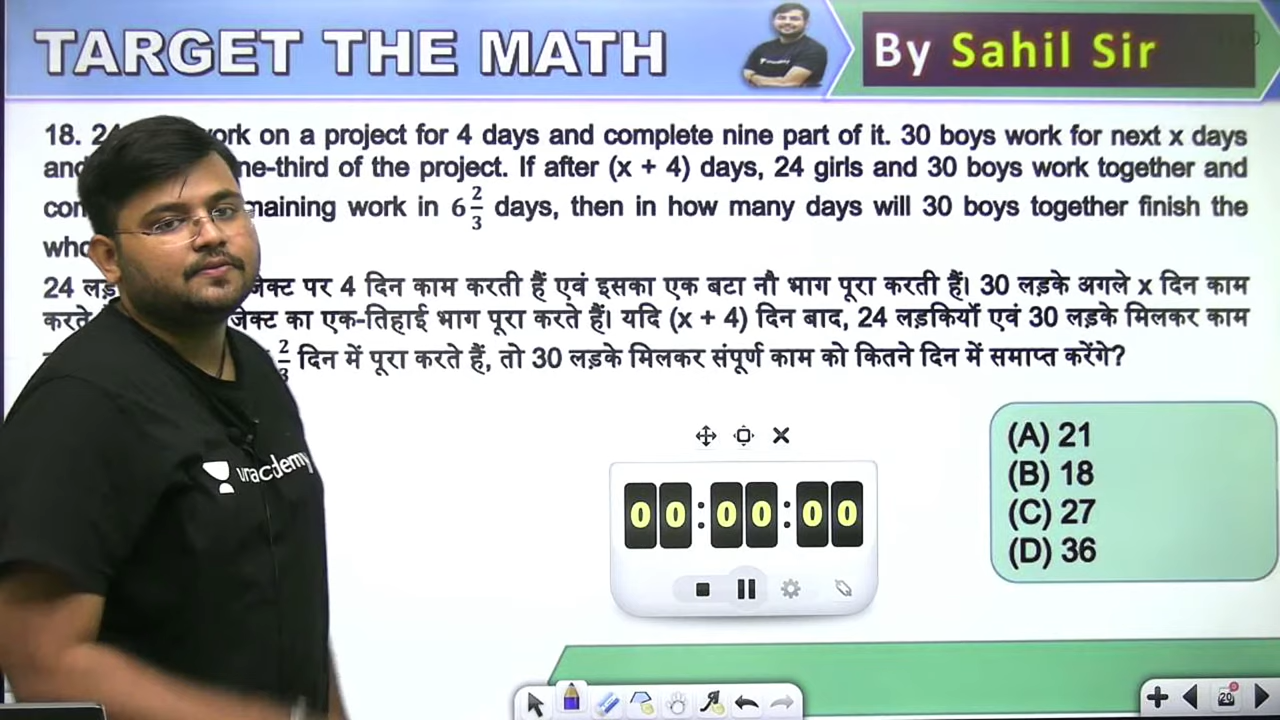 TARGET THE MATH
By Sahil Sir
18. 24 work on a project for 4 days and complete nine part of it. 30 boys work for next x days
and one-third of the project. If after (x + 4) days, 24 girls and 30 boys work together and
remaining work in 6 2/3 days, then in how many days will 30 boys together finish the
24 पर 4 दिन काम करती हैं एवं इसका एक बटा नौ भाग पूरा करती हैं। 30 लड़के अगले x दिन काम
करते का एक-तिहाई भाग पूरा करते हैं। यदि (x + 4) दिन बाद, 24 लड़कियों एवं 30 लड़के मिलकर काम
2/3 दिन में पूरा करते हैं, तो 30 लड़के मिलकर संपूर्ण काम को कितने दिन में समाप्त करेंगे?
(A) 21
(B) 18
(C) 27
(D) 36
00:00:00
unacademy
20